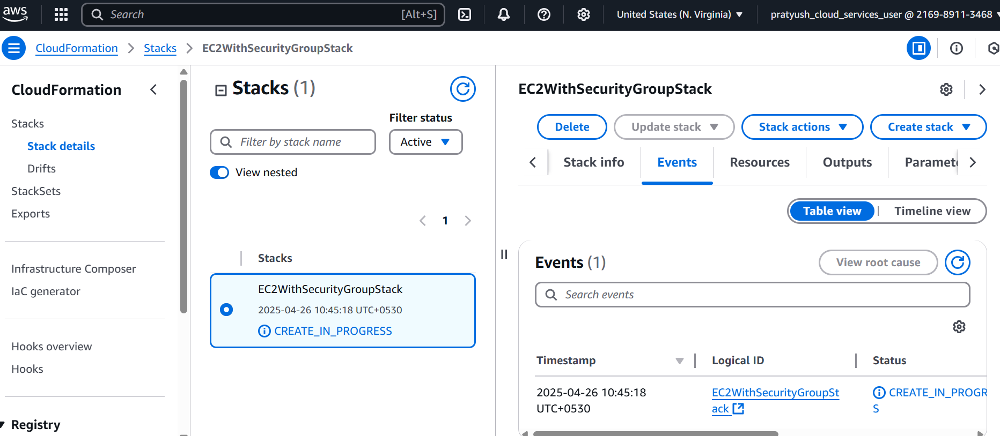 aws
Search [Alt+S] United States (N. Virginia) pratyush_cloud_services_user @ 2169-8911-3468
CloudFormation Stacks EC2WithSecurityGroupStack
CloudFormation
Stacks
Stack details
Drifts
StackSets
Exports
Infrastructure Composer
IaC generator
Hooks overview
Hooks
Registry
Stacks (1)
Filter status
Filter by stack name
Active
View nested
1
Stacks
EC2WithSecurityGroupStack
2025-04-26 10:45:18 UTC+0530
CREATE_IN_PROGRESS
EC2WithSecurityGroupStack
Delete Update stack Stack actions Create stack
Stack info Events Resources Outputs Paramet
Table view Timeline view
Events (1)
View root cause
Search events
Timestamp Logical ID Status
2025-04-26 10:45:18 EC2WithSecurityGroupSt CREATE_IN_PROGR
UTC+0530 ack S